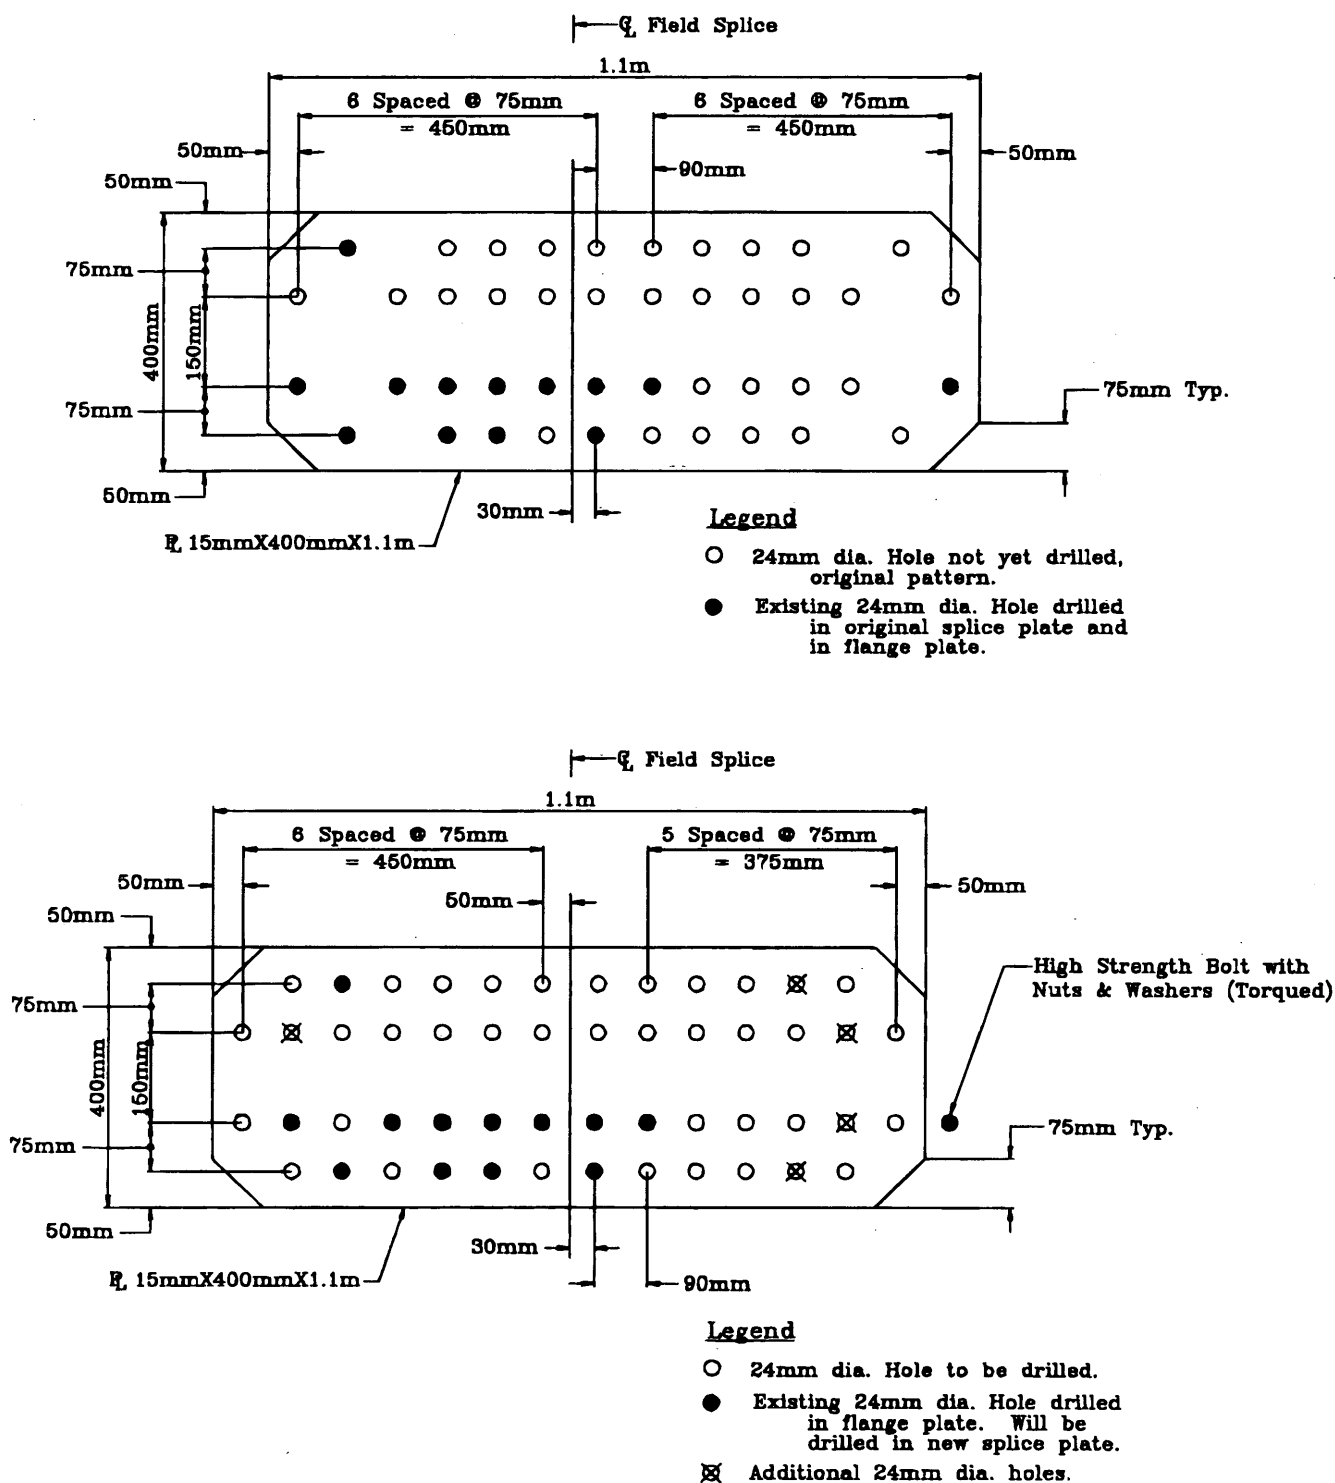 ℄ Field Splice
1.1m
6 Spaced @ 75mm
= 450mm
6 Spaced @ 75mm
= 450mm
50mm
90mm
50mm
50mm
75mm
400mm
150mm
75mm
75mm Typ.
50mm
30mm
Legend
℄ 15mmX400mmX1.1m
24mm dia. Hole not yet drilled,
original pattern.
Existing 24mm dia. Hole drilled
in original splice plate and
in flange plate.
℄ Field Splice
1.1m
6 Spaced @ 75mm
= 450mm
5 Spaced @ 75mm
= 375mm
50mm
50mm
50mm
50mm
High Strength Bolt with
Nuts & Washers (Torqued)
75mm
400mm
150mm
75mm
75mm Typ.
50mm
30mm
℄ 15mmX400mmX1.1m
90mm
Legend
24mm dia. Hole to be drilled.
Existing 24mm dia. Hole drilled
in flange plate. Will be
drilled in new splice plate.
Additional 24mm dia. holes.